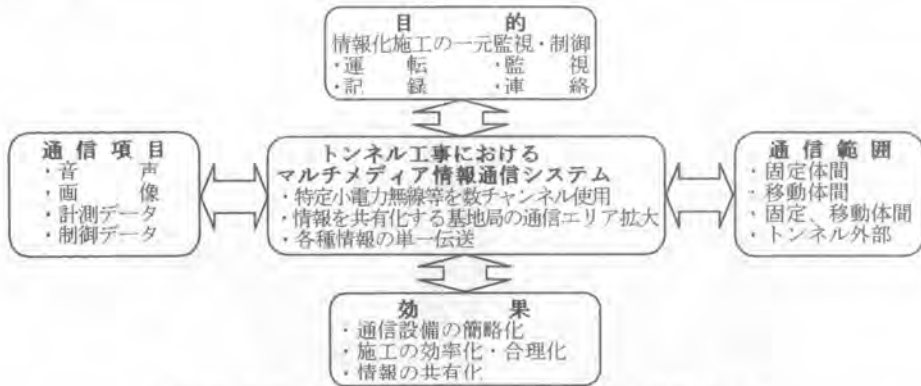 目 的
情報化施工の一元監視・制御
・運 転 ・監 視
・記 録 ・連 絡
通信項目
・音 声
・画 像
・計測データ
・制御データ
トンネル工事における
マルチメディア情報通信システム
・特定小電力無線等を数チャンネル使用
・情報を共有化する基地局の通信エリア拡大
・各種情報の単一伝送
通信範囲
・固定体間
・移動体間
・固定、移動体間
・トンネル外部
効 果
・通信設備の簡略化
・施工の効率化・合理化
・情報の共有化